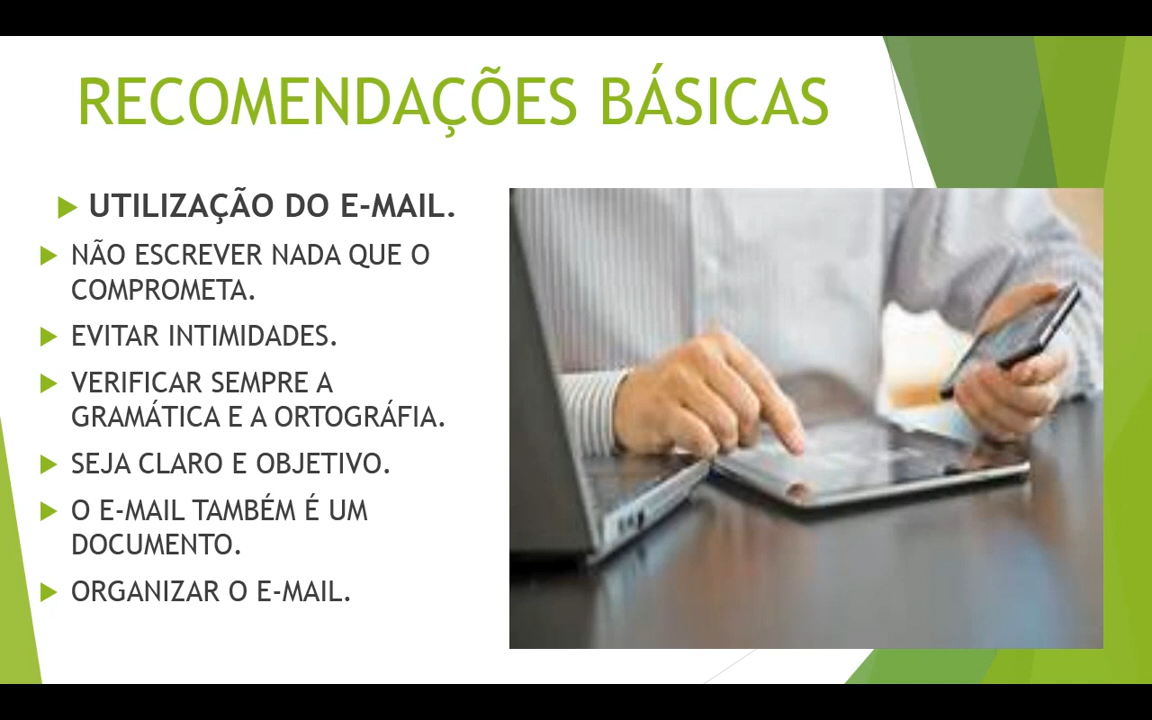 RECOMENDAÇÕES BÁSICAS
UTILIZAÇÃO DO E-MAIL.
NÃO ESCREVER NADA QUE O
COMPROMETA.
EVITAR INTIMIDADES.
VERIFICAR SEMPRE A
GRAMÁTICA E A ORTOGRÁFIA.
SEJA CLARO E OBJETIVO.
O E-MAIL TAMBÉM É UM
DOCUMENTO.
ORGANIZAR O E-MAIL.